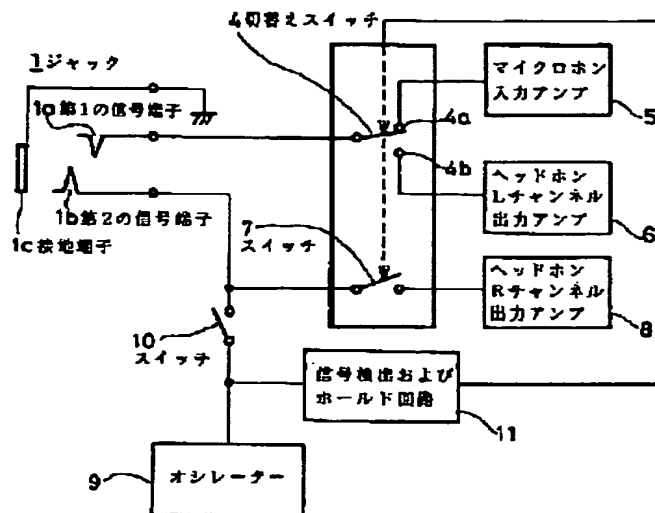 4切替えスイッチ
1ジャック
1a第1の信号端子
1b第2の信号端子
1c接地端子
4a
4b
マイクロホン
入力アンプ
5
ヘッドホン
Lチャンネル
出力アンプ
6
7
スイッチ
ヘッドホン
Rチャンネル
出力アンプ
8
10
スイッチ
信号検出および
ホールド回路
11
9
オシレーター